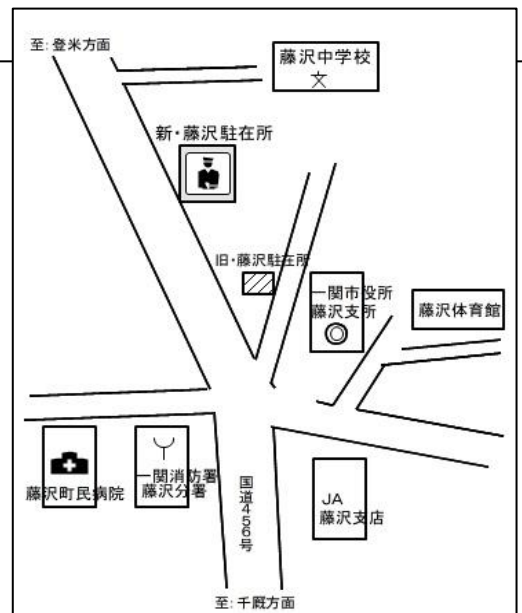 至:登米方面
藤沢中学校
新・藤沢駐在所
旧・藤沢駐在所
一関市役所
藤沢支所
藤沢体育館
藤沢町民病院
一関消防署
藤沢分署
国道456号
JA
藤沢支店
至:千厩方面